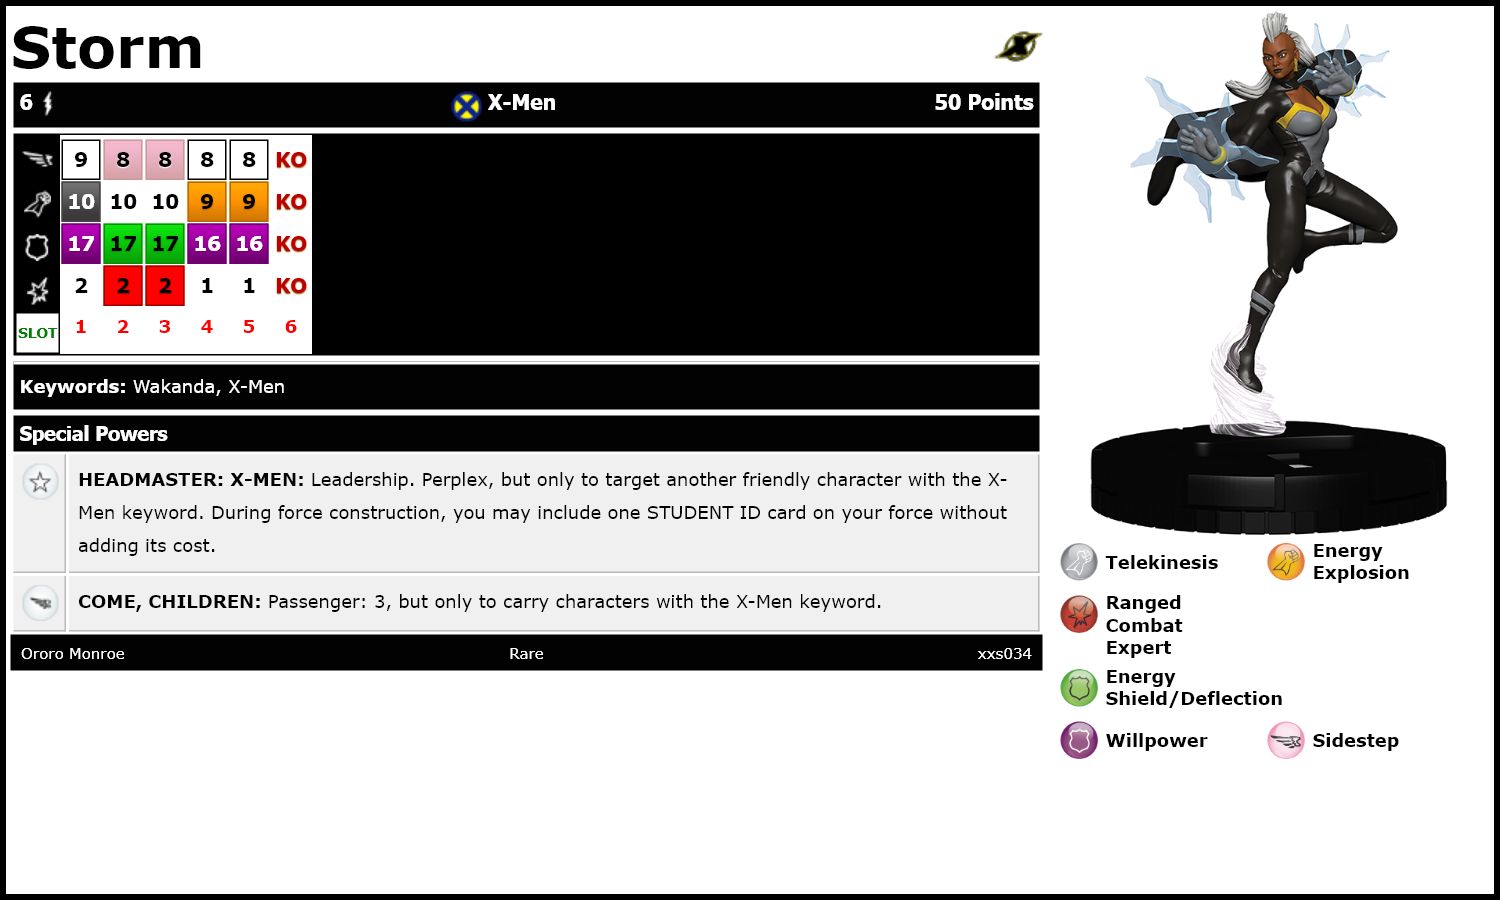 Storm
6 X-Men 50 Points
9 8 8 8 8 KO
10 10 10 9 9 KO
17 17 17 16 16 KO
2 2 2 1 1 KO
SLOT 1 2 3 4 5 6
Keywords: Wakanda, X-Men
Special Powers
HEADMASTER: X-MEN: Leadership. Perplex, but only to target another friendly character with the X-
Men keyword. During force construction, you may include one STUDENT ID card on your force without
adding its cost.
COME, CHILDREN: Passenger: 3, but only to carry characters with the X-Men keyword.
Ororo Monroe Rare xxs034
Telekinesis
Energy
Explosion
Ranged
Combat
Expert
Energy
Shield/Deflection
Willpower
Sidestep